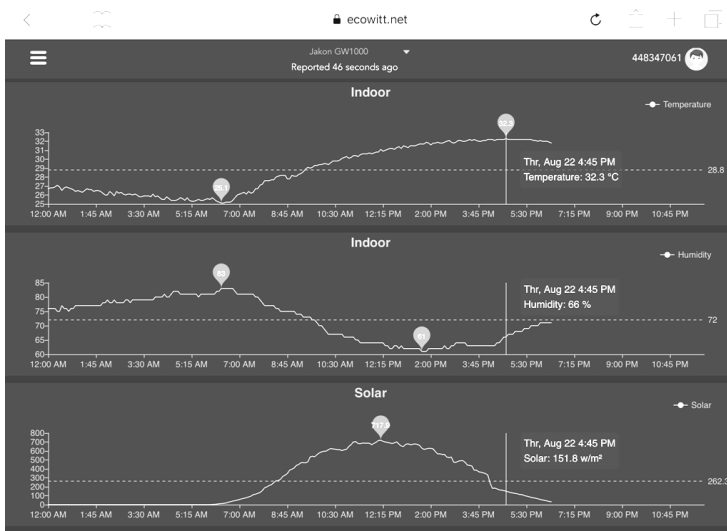 ecowitt.net
Jakon GW1000
Reported 46 seconds ago
448347061
Indoor
Temperature
33
32
31
30
29
28
27
26
25
25.1
32.3
28.8
Thr, Aug 22 4:45 PM
Temperature: 32.3 °C
12:00 AM 1:45 AM 3:30 AM 5:15 AM 7:00 AM 8:45 AM 10:30 AM 12:15 PM 2:00 PM 3:45 PM 5:30 PM 7:15 PM 9:00 PM 10:45 PM
Indoor
Humidity
85
80
75
70
65
60
83
61
72
Thr, Aug 22 4:45 PM
Humidity: 66 %
12:00 AM 1:45 AM 3:30 AM 5:15 AM 7:00 AM 8:45 AM 10:30 AM 12:15 PM 2:00 PM 3:45 PM 5:30 PM 7:15 PM 9:00 PM 10:45 PM
Solar
Solar
800
700
600
500
400
300
200
100
0
717.9
262.3
Thr, Aug 22 4:45 PM
Solar: 151.8 w/m²
12:00 AM 1:45 AM 3:30 AM 5:15 AM 7:00 AM 8:45 AM 10:30 AM 12:15 PM 2:00 PM 3:45 PM 5:30 PM 7:15 PM 9:00 PM 10:45 PM